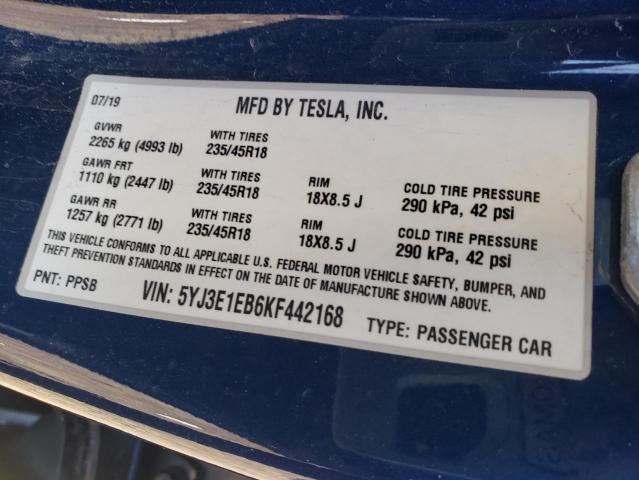 07/19 MFD BY TESLA, INC.
GVWR WITH TIRES
2265 kg (4993 lb) 235/45R18
GAWR FRT WITH TIRES RIM COLD TIRE PRESSURE
1110 kg (2447 lb) 235/45R18 18X8.5 J 290 kPa, 42 psi
GAWR RR WITH TIRES RIM COLD TIRE PRESSURE
1257 kg (2771 lb) 235/45R18 18X8.5 J 290 kPa, 42 psi
THIS VEHICLE CONFORMS TO ALL APPLICABLE U.S. FEDERAL MOTOR VEHICLE SAFETY, BUMPER, AND
THEFT PREVENTION STANDARDS IN EFFECT ON THE DATE OF MANUFACTURE SHOWN ABOVE.
PNT: PPSB VIN: 5YJ3E1EB6KF442168 TYPE: PASSENGER CAR